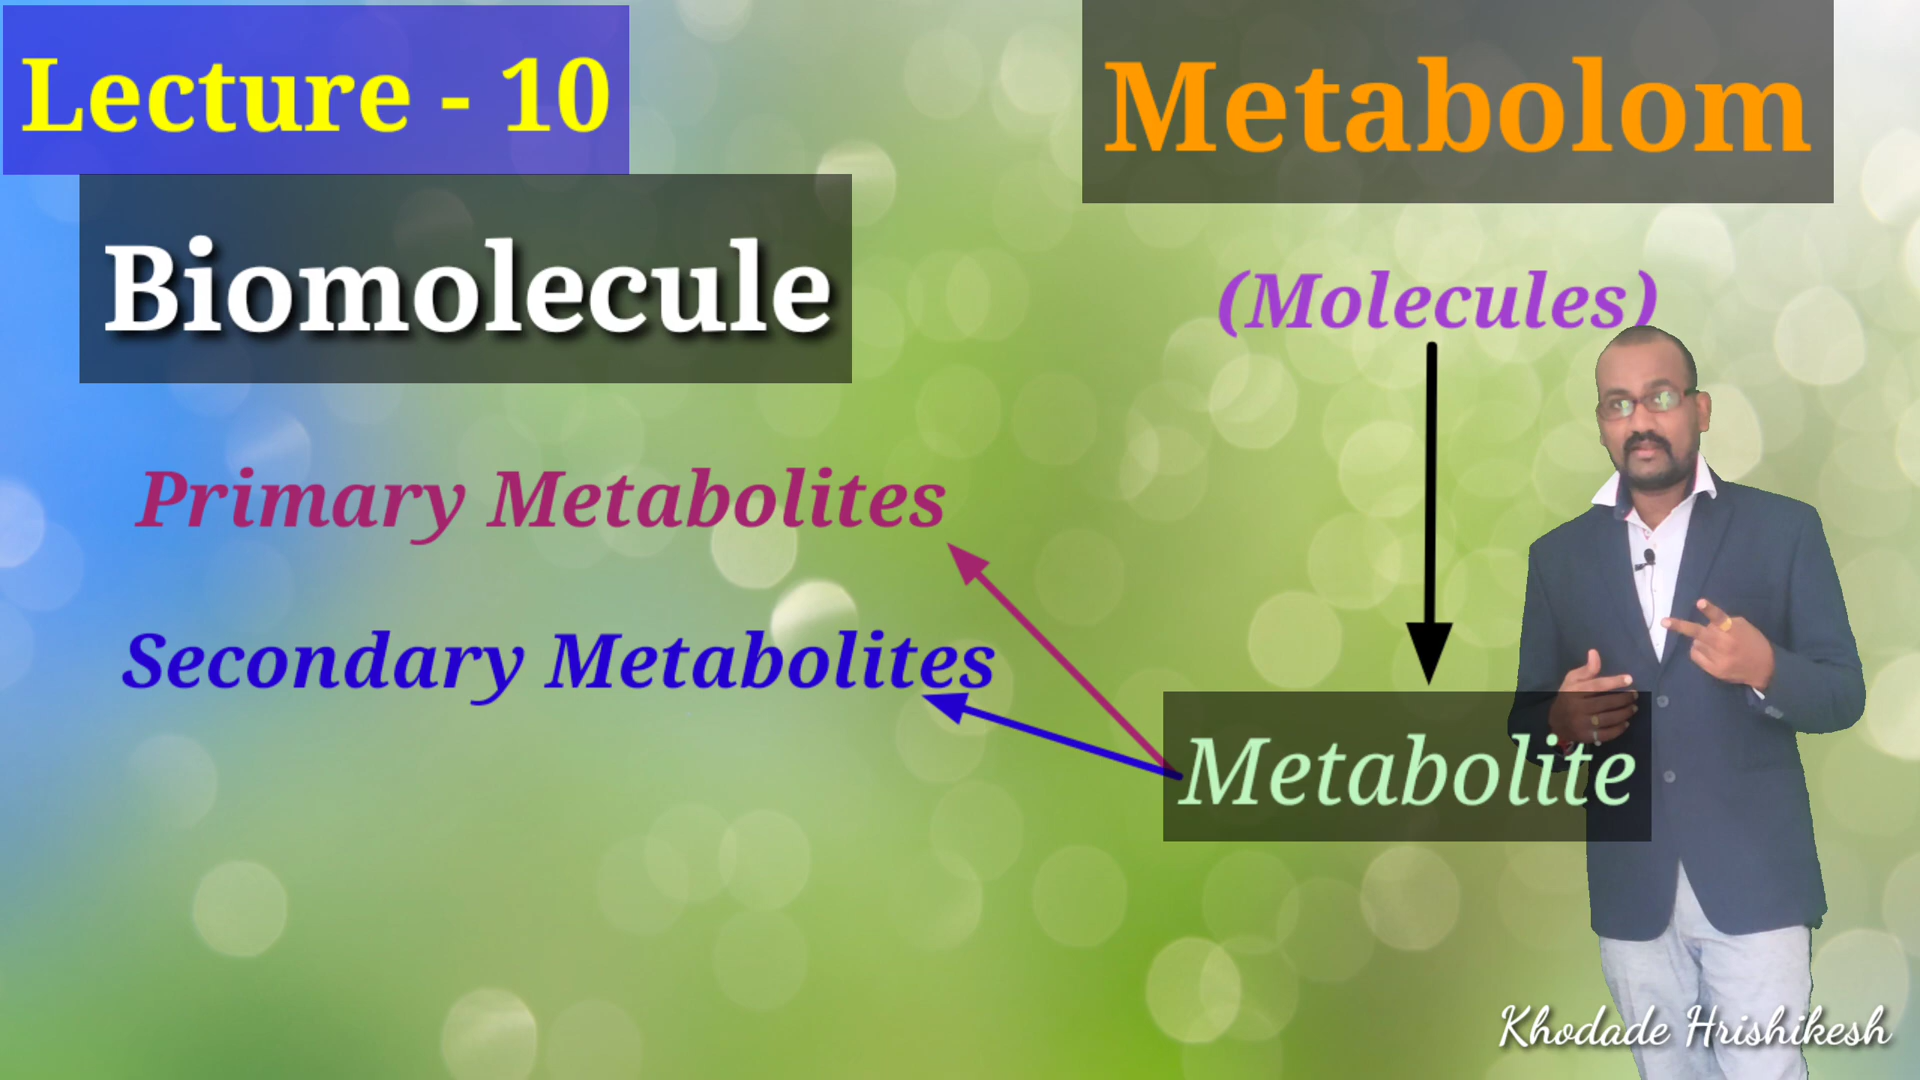 Lecture - 10
Biomolecule
Primary Metabolites
Secondary Metabolites
Metabolom
(Molecules)
Metabolite
Khodade Hrishikesh